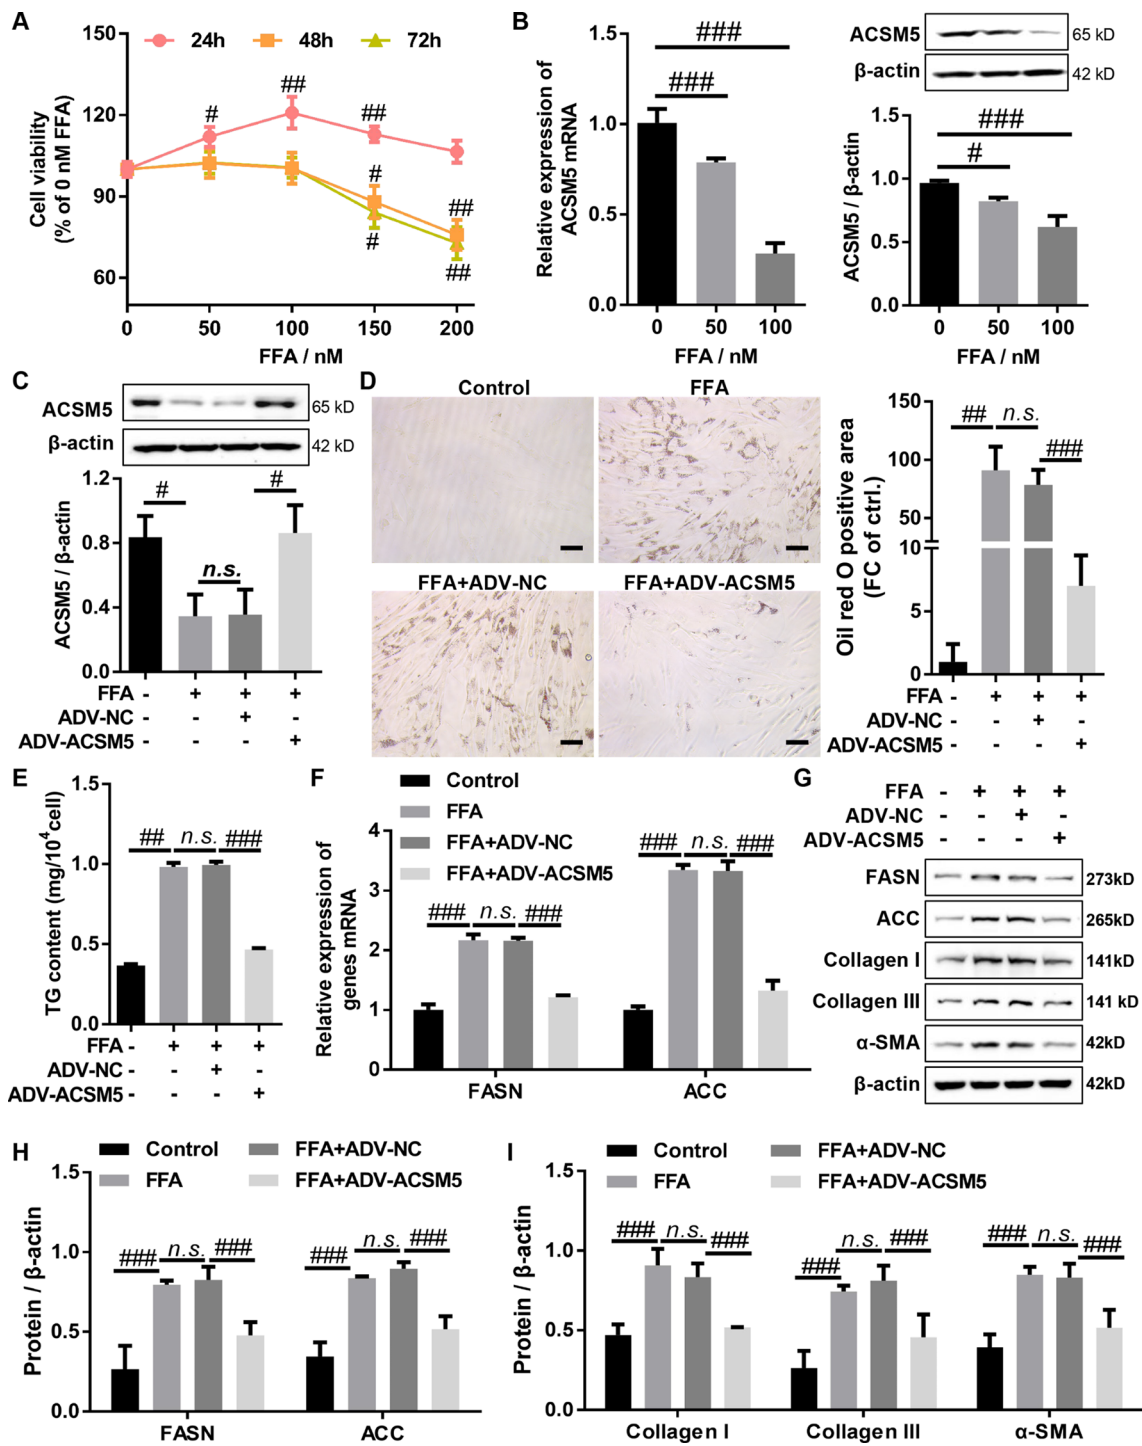 A
24h
48h
72h
Cell viability
(% of 0 nM FFA)
150
120
90
60
#
##
##
#
#
##
##
0
50
100
150
200
FFA / nM
B
Relative expression of
ACSM5 mRNA
1.5
1.0
0.5
0.0
###
###
0
50
100
FFA / nM
ACSM5
65 kD
β-actin
42 kD
ACSM5 / β-actin
1.5
1.0
0.5
0.0
###
#
0
50
100
FFA / nM
C
ACSM5
65 kD
β-actin
42 kD
ACSM5 / β-actin
1.2
0.8
0.4
0.0
#
n.s.
#
FFA - + + +
ADV-NC - - + -
ADV-ACSM5 - - - +
D
Control
FFA
FFA+ADV-NC
FFA+ADV-ACSM5
Oil red O positive area
(FC of ctrl.)
150
100
50
10
5
0
##
n.s.
###
FFA - + + +
ADV-NC - - + -
ADV-ACSM5 - - - +
E
TG content (mg/10⁴cell)
1.5
1.0
0.5
0.0
##
n.s.
###
FFA - + + +
ADV-NC - - + -
ADV-ACSM5 - - - +
F
Control
FFA
FFA+ADV-NC
FFA+ADV-ACSM5
Relative expression of
genes mRNA
4
3
2
1
0
###
n.s.
###
###
n.s.
###
FASN
ACC
G
FFA - + + +
ADV-NC - - + -
ADV-ACSM5 - - - +
FASN
273kD
ACC
265kD
Collagen I
141kD
Collagen III
141 kD
α-SMA
42kD
β-actin
42kD
H
Control
FFA
FFA+ADV-NC
FFA+ADV-ACSM5
Protein / β-actin
1.5
1.0
0.5
0.0
###
n.s.
###
###
n.s.
###
FASN
ACC
I
Control
FFA
FFA+ADV-NC
FFA+ADV-ACSM5
Protein / β-actin
1.5
1.0
0.5
0.0
###
n.s.
###
###
n.s.
###
###
n.s.
###
Collagen I
Collagen III
α-SMA